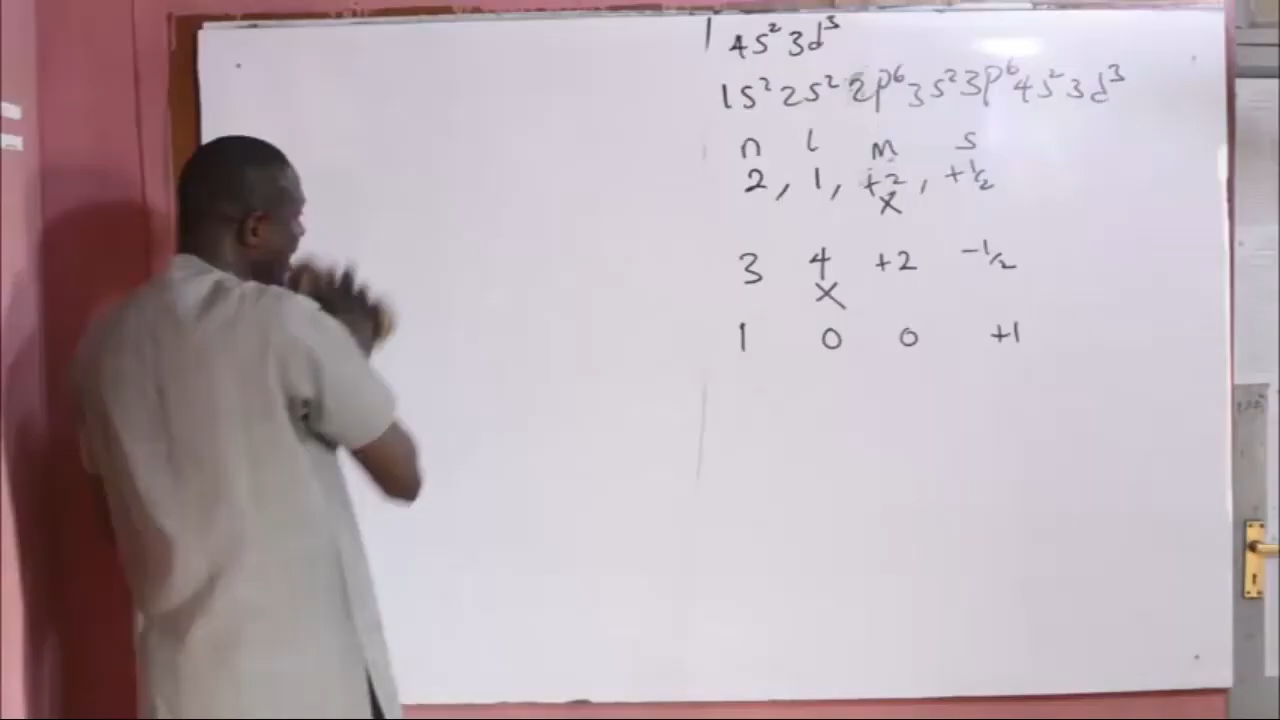 4s² 3d³
1s² 2s² 2p⁶ 3s² 3p⁶ 4s² 3d³
n l m s
2 , 1 , +2 , +½
x
3 4 +2 -½
x
1 0 0 +1